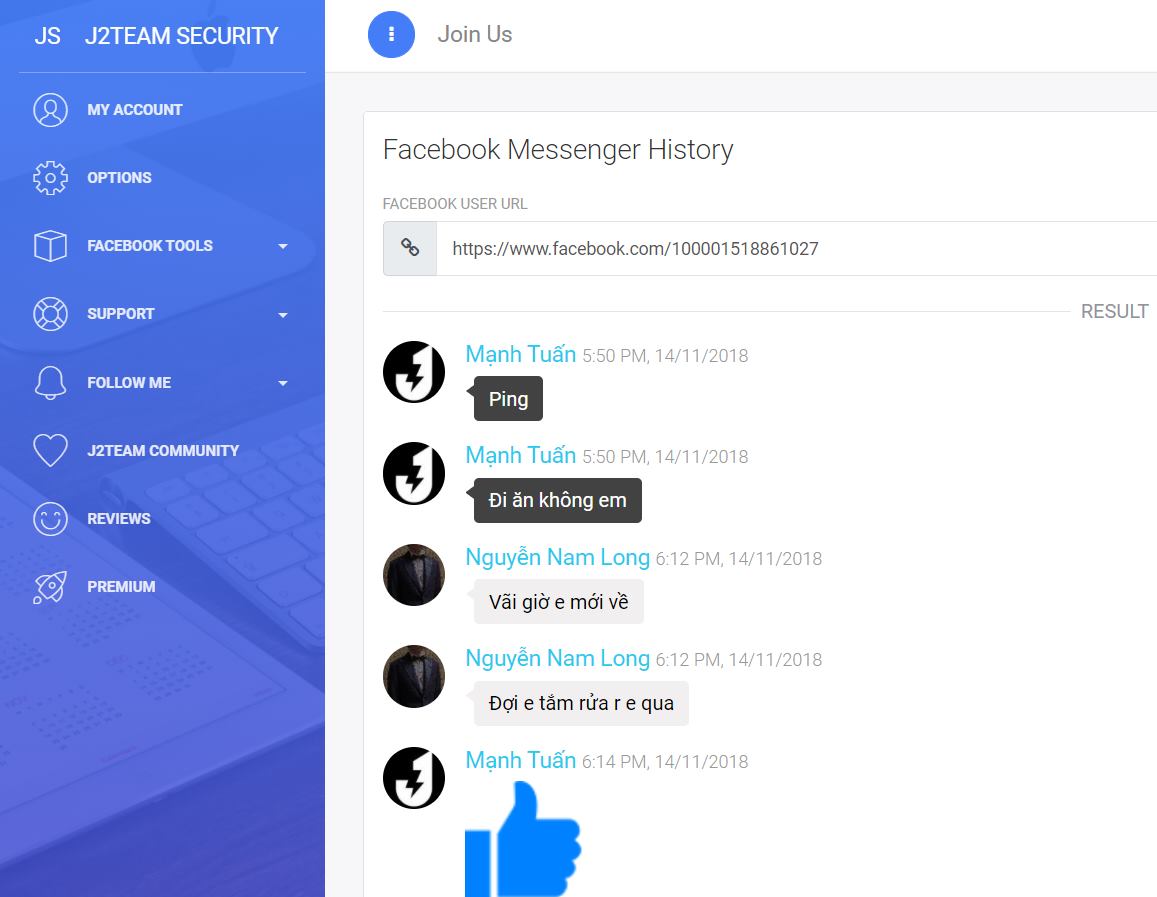 JS J2TEAM SECURITY
MY ACCOUNT
OPTIONS
FACEBOOK TOOLS
SUPPORT
FOLLOW ME
J2TEAM COMMUNITY
REVIEWS
PREMIUM
Join Us
Facebook Messenger History
FACEBOOK USER URL
https://www.facebook.com/100001518861027
RESULT
Mạnh Tuấn 5:50 PM, 14/11/2018
Ping
Mạnh Tuấn 5:50 PM, 14/11/2018
Đi ăn không em
Nguyễn Nam Long 6:12 PM, 14/11/2018
Vãi giờ e mới về
Nguyễn Nam Long 6:12 PM, 14/11/2018
Đợi e tắm rửa r e qua
Mạnh Tuấn 6:14 PM, 14/11/2018